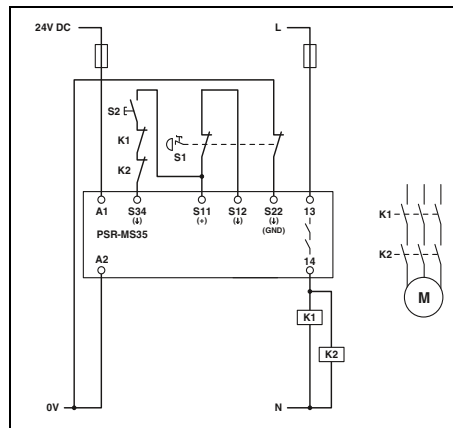 24V DC
L
S2
K1
S1
K2
A1
S34
(↓)
S11
(+)
S12
(↓)
S22
(↓)
(GND)
13
PSR-MS35
A2
14
K1
K2
K1
K2
M
0V
N